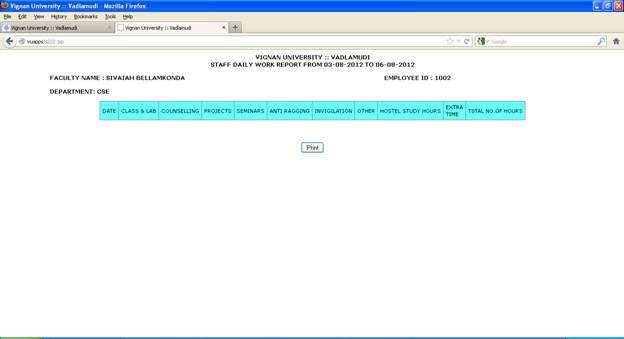 Vignan University :: Vadlamudi - Mozilla Firefox
File Edit View History Bookmarks Tools Help
Vignan University :: Vadlamudi
Vignan University :: Vadlamudi
Google
VIGNAN UNIVERSITY :: VADLAMUDI
STAFF DAILY WORK REPORT FROM 03-08-2012 TO 06-08-2012
FACULTY NAME : SIVAIAH BELLAMKONDA EMPLOYEE ID : 1002
DEPARTMENT: CSE
DATE CLASS & LAB COUNSELLING PROJECTS SEMINARS ANTI RAGGING INVIGILATION OTHER HOSTEL STUDY HOURS EXTRA TIME TOTAL NO.OF HOURS
Print